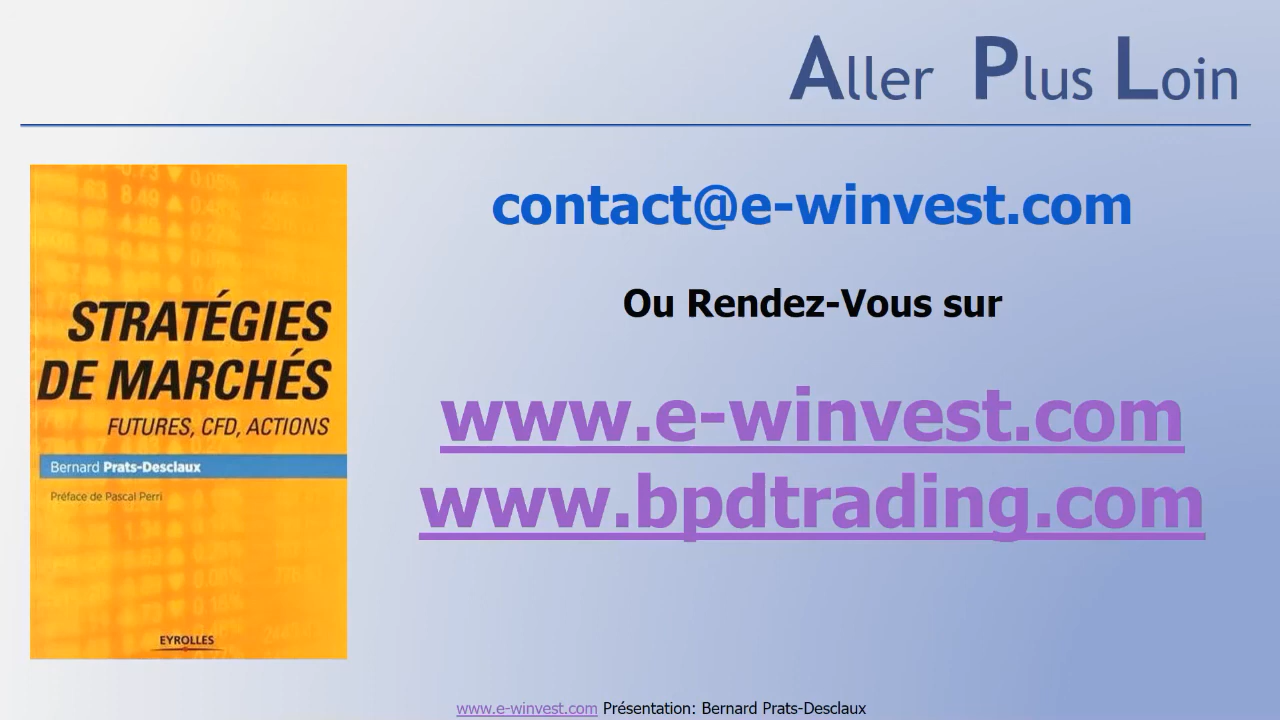 Aller Plus Loin
STRATÉGIES
DE MARCHÉS
FUTURES, CFD, ACTIONS
Bernard Prats-Desclaux
Préface de Pascal Perri
EYROLLES
contact@e-winvest.com
Ou Rendez-Vous sur
www.e-winvest.com
www.bpdtrading.com
www.e-winvest.com Présentation: Bernard Prats-Desclaux